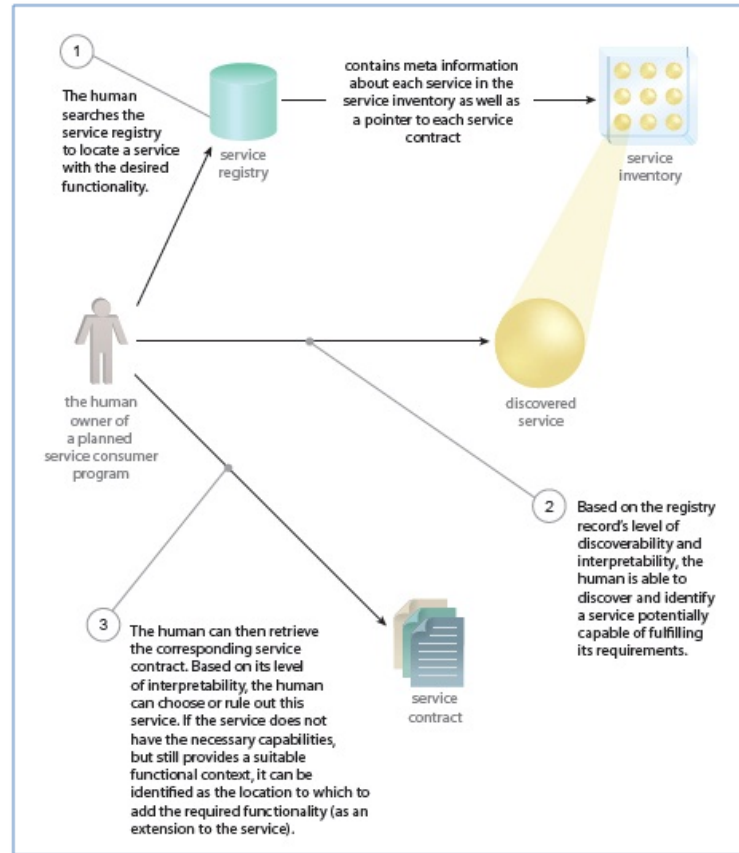 1
The human
searches the
service registry
to locate a service
with the desired
functionality.
service
registry
contains meta information
about each service in the
service inventory as well as
a pointer to each service
contract
service
inventory
the human
owner of
a planned
service consumer
program
discovered
service
2
Based on the registry
record's level of
discoverability and
interpretability, the
human is able to
discover and identify
a service potentially
capable of fulfilling
its requirements.
3
The human can then retrieve
the corresponding service
contract. Based on its level
of interpretability, the human
can choose or rule out this
service. If the service does not
have the necessary capabilities,
but still provides a suitable
functional context, it can be
identified as the location to which to
add the required functionality (as an
extension to the service).
service
contract